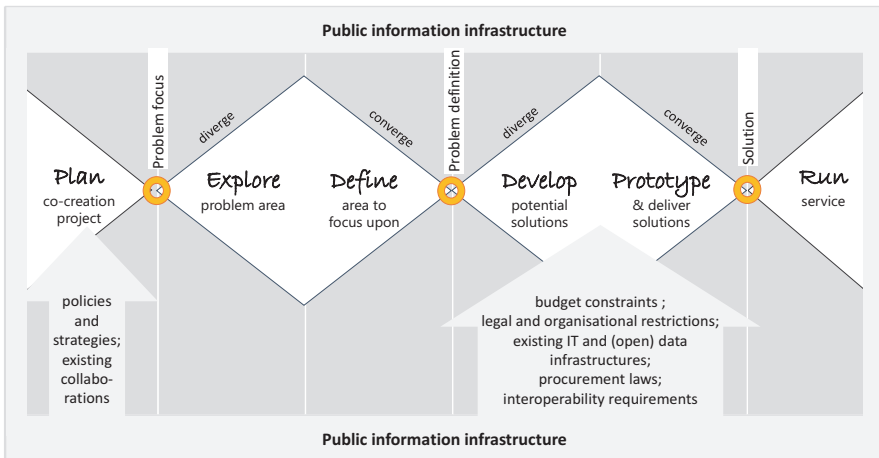 Public information infrastructure
Problem focus
diverge
converge
Problem definition
diverge
converge
Solution
Plan
co-creation
project
Explore
problem area
Define
area to
focus upon
Develop
potential
solutions
Prototype
& deliver
solutions
Run
service
policies
and
strategies;
existing
collabo-
rations
budget constraints ;
legal and organisational restrictions;
existing IT and (open) data
infrastructures;
procurement laws;
interoperability requirements
Public information infrastructure